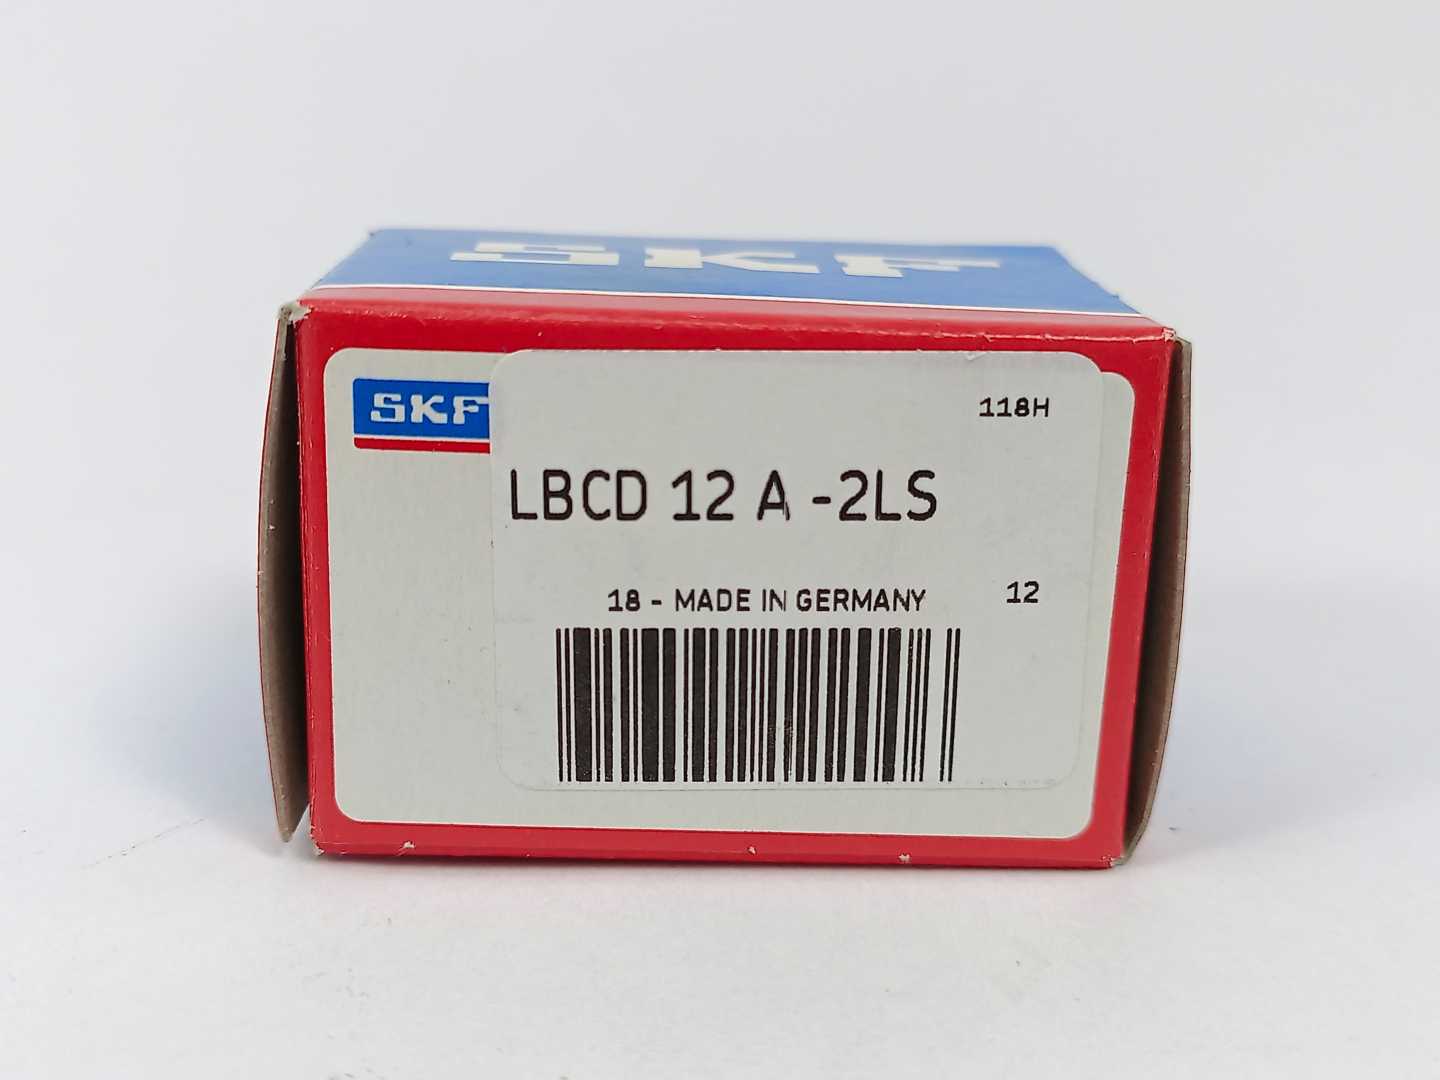 SKF
SKF
118H
LBCD 12 A -2LS
18 - MADE IN GERMANY
12